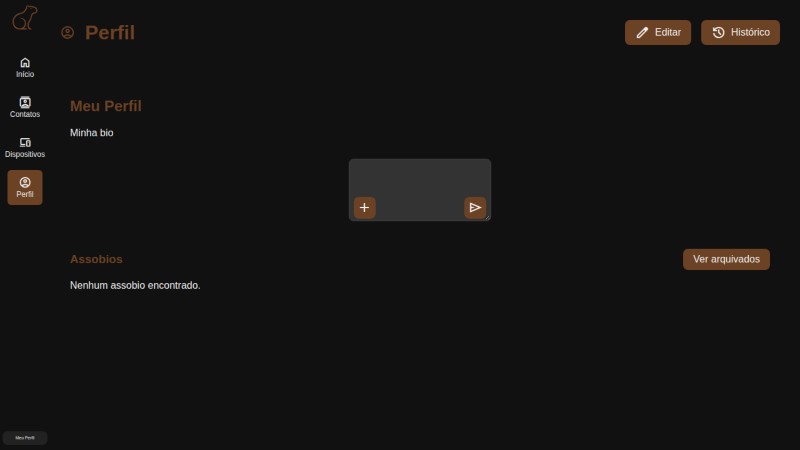 Perfil
Editar
Histórico
Início
Contatos
Dispositivos
Perfil
Meu Perfil
Minha bio
Assobios
Ver arquivados
Nenhum assobio encontrado.
Meu Perfil